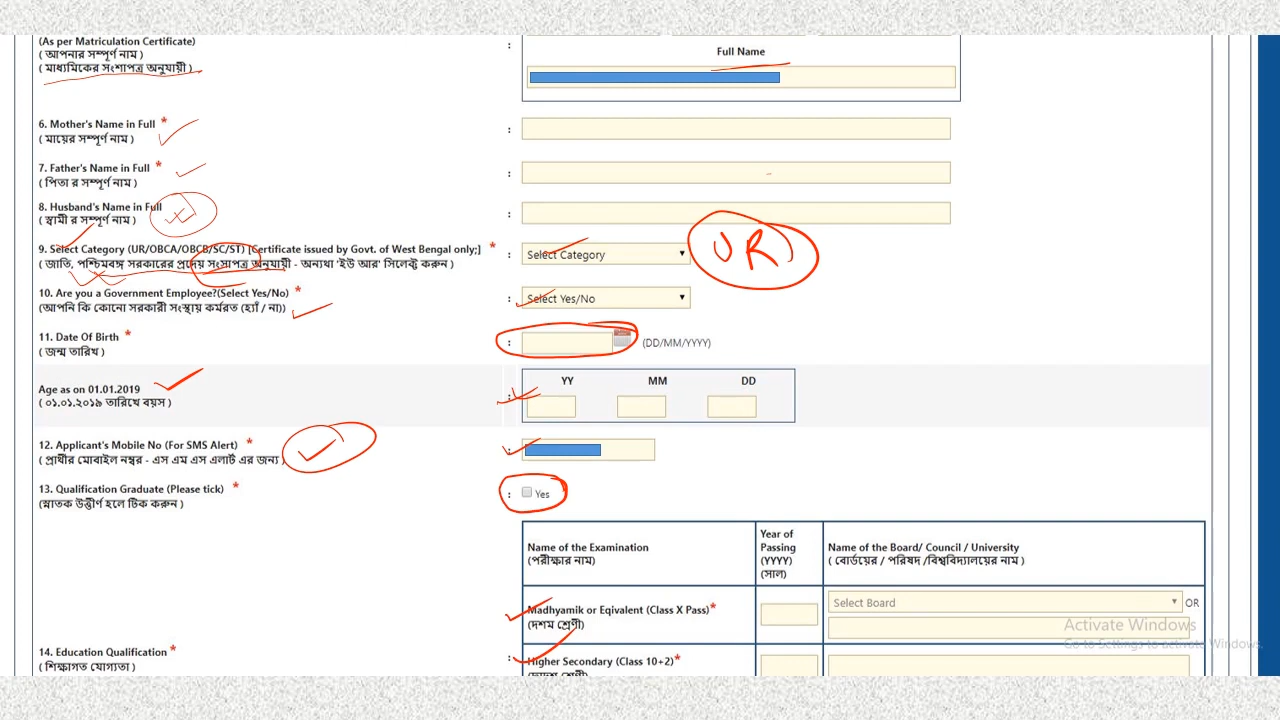 (As per Matriculation Certificate)
( আপনার সম্পূর্ণ নাম )
( মাধ্যমিকের সংশাপত্র অনুযায়ী )
:
Full Name
6. Mother's Name in Full *
( মায়ের সম্পূর্ণ নাম )
:
7. Father's Name in Full *
( পিতা র সম্পূর্ণ নাম )
:
8. Husband's Name in Full
( স্বামী র সম্পূর্ণ নাম )
:
9. Select Category (UR/OBCA/OBCB/SC/ST) [Certificate issued by Govt. of West Bengal only;] *
( জাতি, পশ্চিমবঙ্গ সরকারের প্রদেয় সংসাপত্র অনুযায়ী - অন্যথা 'ইউ আর' সিলেক্ট করুন )
: Select Category
UR
10. Are you a Government Employee?(Select Yes/No) *
(আপনি কি কোনো সরকারী সংস্থায় কর্মরত (হ্যাঁ / না))
: Select Yes/No
11. Date Of Birth *
( জন্ম তারিখ )
: (DD/MM/YYYY)
Age as on 01.01.2019
( ০১.০১.২০১৯ তারিখে বয়স )
:
YY MM DD
12. Applicant's Mobile No (For SMS Alert) *
( প্রার্থীর মোবাইল নম্বর - এস এম এস এলার্ট এর জন্য )
:
13. Qualification Graduate (Please tick) *
(স্নাতক উত্তীর্ণ হলে টিক করুন )
: Yes
Name of the Examination
(পরীক্ষার নাম)
Year of
Passing
(YYYY)
(সাল)
Name of the Board/ Council / University
( বোর্ডয়ের / পরিষদ /বিশ্ববিদ্যালয়ের নাম )
Madhyamik or Eqivalent (Class X Pass)*
(দশম শ্রেণী)
Select Board OR
14. Education Qualification *
( শিক্ষাগত যোগ্যতা )
:
Higher Secondary (Class 10+2)*
Activate Windows
Go to Settings to activate Windows.